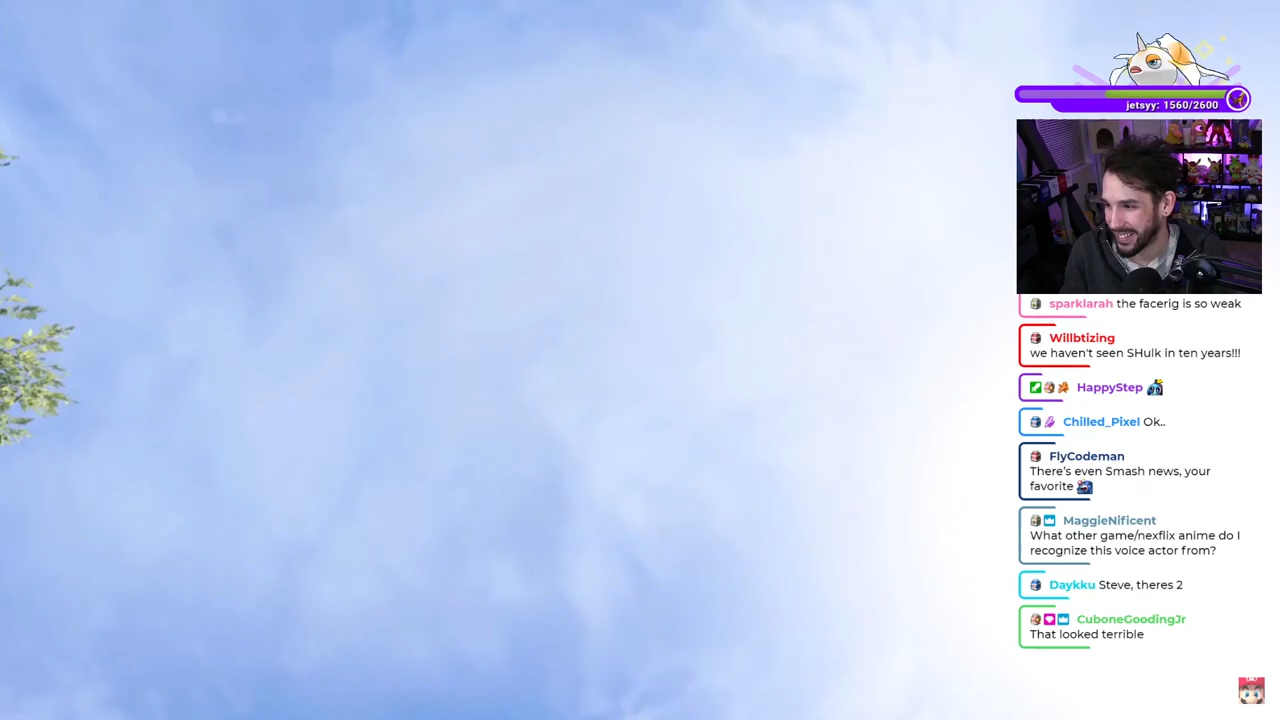 jetsyy: 1560/2600
sparklarah the facerig is so weak
Willbtizing
we haven't seen SHulk in ten years!!!
HappyStep
Chilled_Pixel Ok..
FlyCodeman
There's even Smash news, your
favorite
MaggieNificent
What other game/nexflix anime do I
recognize this voice actor from?
Daykku Steve, theres 2
CuboneGoodingJr
That looked terrible